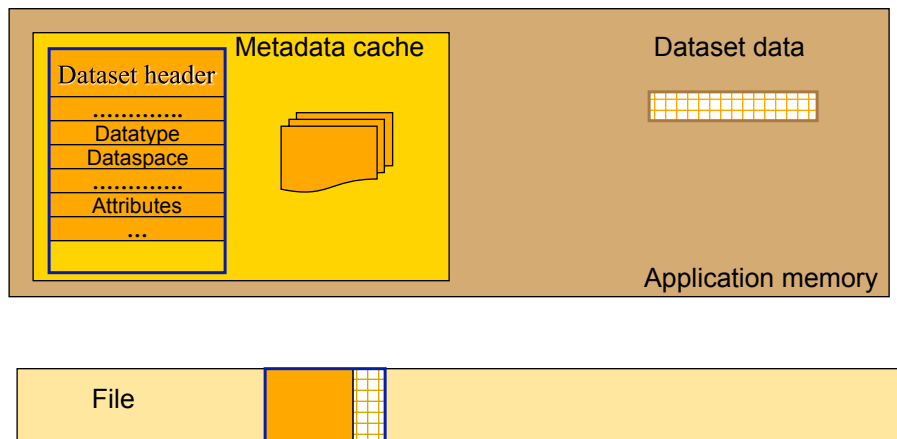 Metadata cache
Dataset data
Dataset header
.............
Datatype
Dataspace
.............
Attributes
...
Application memory
File